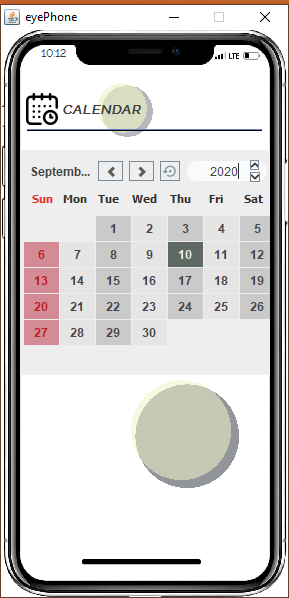 eyePhone
10:12
LTE
CALENDAR
Septemb... 2020
Sun Mon Tue Wed Thu Fri Sat
1 2 3 4 5
6 7 8 9 10 11 12
13 14 15 16 17 18 19
20 21 22 23 24 25 26
27 28 29 30